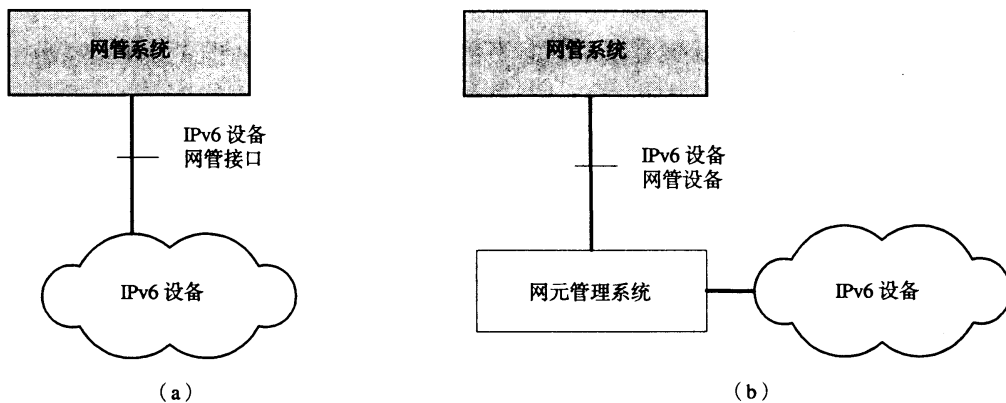 网管系统
IPv6 设备
网管接口
IPv6 设备
（a）
网管系统
IPv6 设备
网管设备
网元管理系统
IPv6 设备
（b）